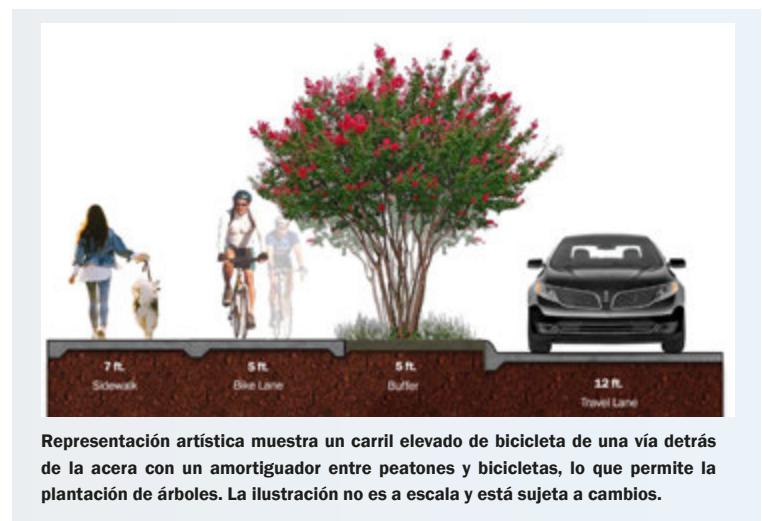 7 ft.
Sidewalk
5 ft.
Bike Lane
5 ft.
Buffer
12 ft.
Travel Lane
Representación artística muestra un carril elevado de bicicleta de una vía detrás
de la acera con un amortiguador entre peatones y bicicletas, lo que permite la
plantación de árboles. La ilustración no es a escala y está sujeta a cambios.